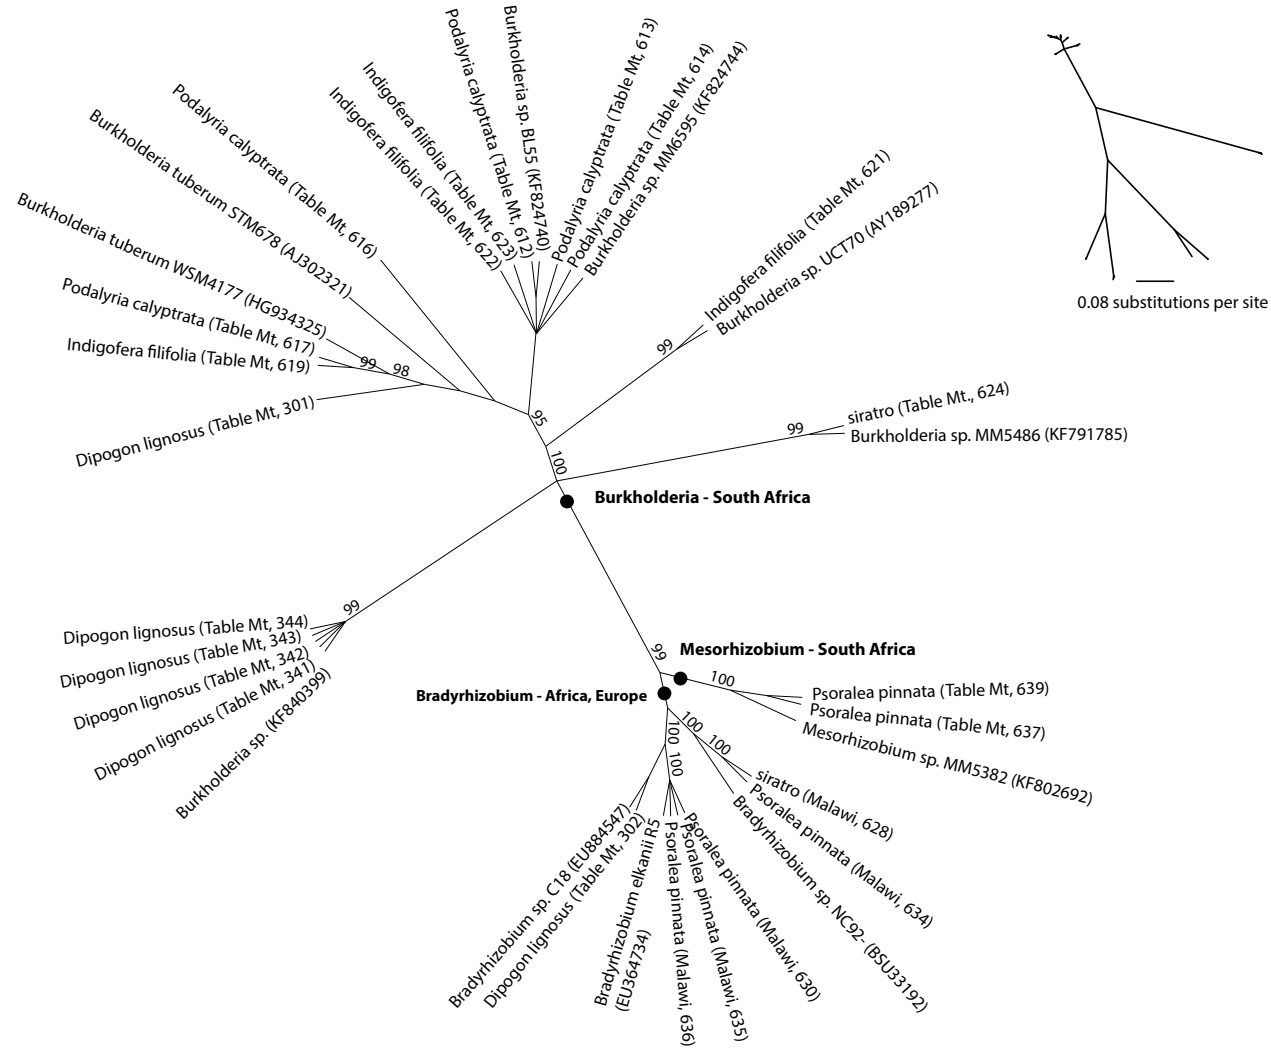 Burkholderia tuberum WSM4177 (HG934325)
Burkholderia tuberum STM678 (AJ302321)
Podalyria calyptrata (Table Mt, 616)
Indigofera filifolia (Table Mt, 622)
Indigofera filifolia (Table Mt, 623)
Podalyria calyptrata (Table Mt, 612)
Burkholderia sp. BL55 (KF824740)
Podalyria calyptrata (Table Mt, 613)
Podalyria calyptrata (Table Mt, 614)
Burkholderia sp. MM6595 (KF824744)
Indigofera filifolia (Table Mt, 621)
Burkholderia sp. UCT70 (AY189277)
0.08 substitutions per site
Podalyria calyptrata (Table Mt, 617)
Indigofera filifolia (Table Mt, 619)
Dipogon lignosus (Table Mt, 301)
99
98
95
100
99
99
siratro (Table Mt., 624)
Burkholderia sp. MM5486 (KF791785)
Burkholderia - South Africa
99
Dipogon lignosus (Table Mt, 344)
Dipogon lignosus (Table Mt, 343)
Dipogon lignosus (Table Mt, 342)
Dipogon lignosus (Table Mt, 341)
Burkholderia sp. (KF840399)
99
Mesorhizobium - South Africa
Bradyrhizobium - Africa, Europe
100
Psoralea pinnata (Table Mt, 639)
Psoralea pinnata (Table Mt, 637)
Mesorhizobium sp. MM5382 (KF802692)
100
100
100
100
siratro (Malawi, 628)
Psoralea pinnata (Malawi, 634)
Bradyrhizobium sp. NC92- (BSU33192)
Psoralea pinnata (Malawi, 630)
Psoralea pinnata (Malawi, 635)
Psoralea pinnata (Malawi, 636)
Bradyrhizobium elkanii R5
(EU364734)
Dipogon lignosus (Table Mt, 302)
Bradyrhizobium sp. C18 (EU884547)